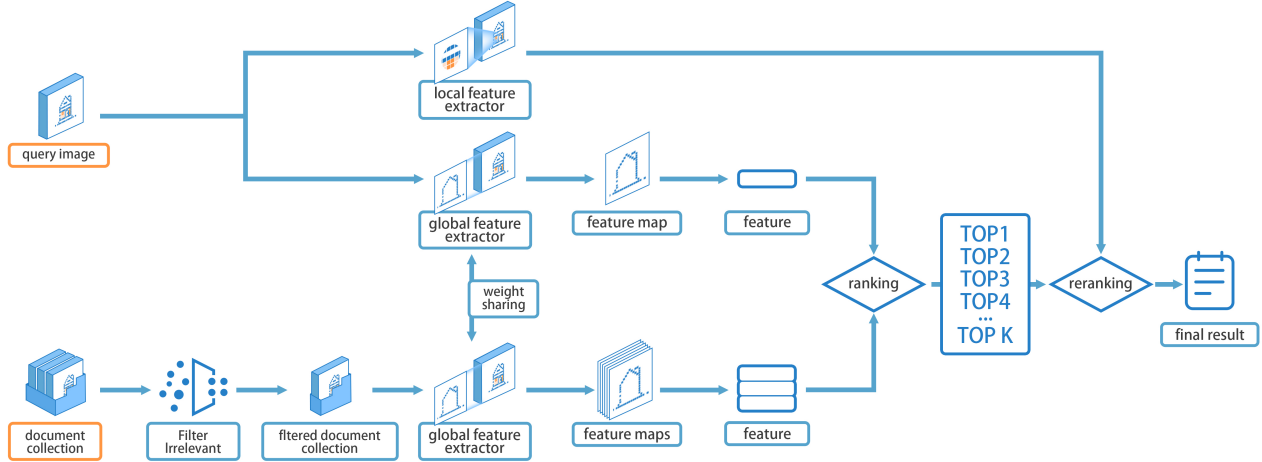 local feature
extractor
query image
global feature
extractor
feature map
feature
weight
sharing
TOP1
TOP2
TOP3
TOP4
...
TOP K
ranking
reranking
final result
document
collection
Filter
lrrelevant
fltered document
collection
global feature
extractor
feature maps
feature